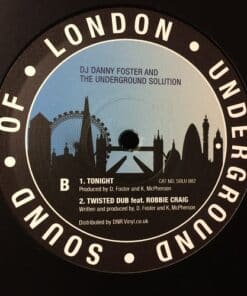 SOUND OF LONDON UNDERGROUND
DJ DANNY FOSTER AND
THE UNDERGROUND SOLUTION
B
1. TONIGHT
CAT NO. SOLU 002
Produced by D. Foster and K. McPherson
2. TWISTED DUB feat. ROBBIE CRAIG
Written and produced by, D. Foster and K. McPherson
Distributed by DNR Vinyl.co.uk